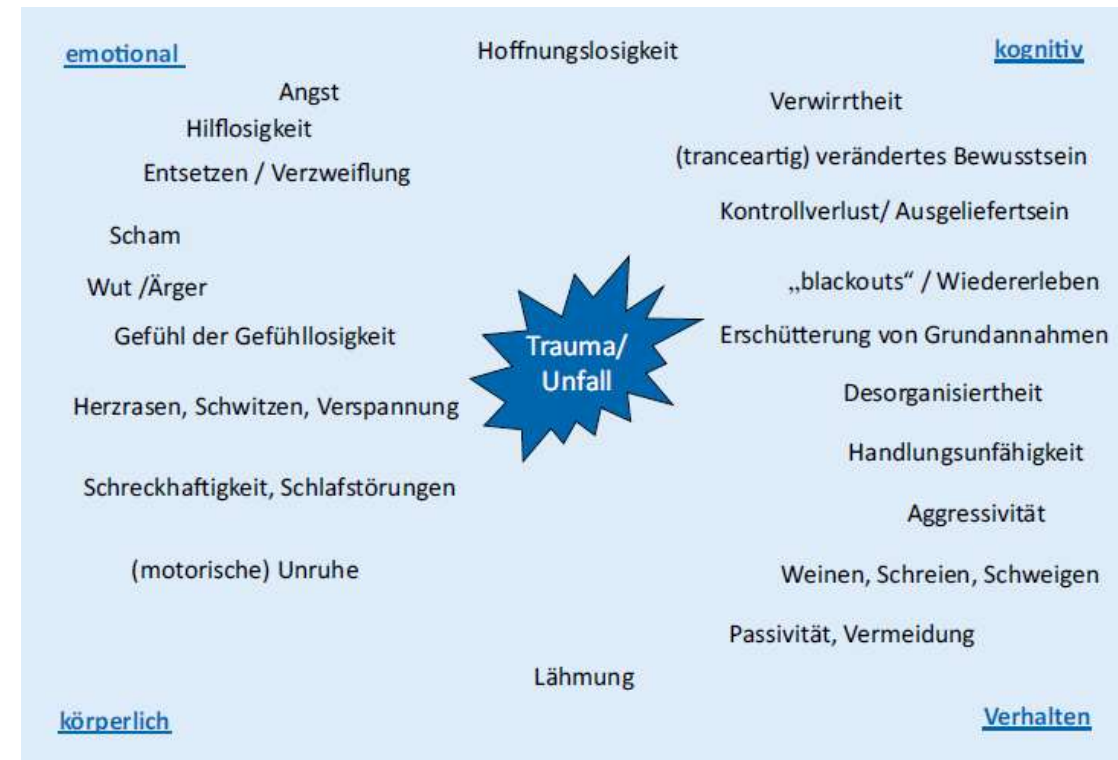 emotional
Hoffnungslosigkeit
kognitiv
Angst
Verwirrtheit
Hilflosigkeit
(tranceartig) verändertes Bewusstsein
Entsetzen / Verzweiflung
Kontrollverlust/ Ausgeliefertsein
Scham
„blackouts“ / Wiedererleben
Wut /Ärger
Gefühl der Gefühllosigkeit
Erschütterung von Grundannahmen
Trauma/
Unfall
Desorganisiertheit
Herzrasen, Schwitzen, Verspannung
Handlungsunfähigkeit
Schreckhaftigkeit, Schlafstörungen
Aggressivität
(motorische) Unruhe
Weinen, Schreien, Schweigen
Passivität, Vermeidung
Lähmung
körperlich
Verhalten